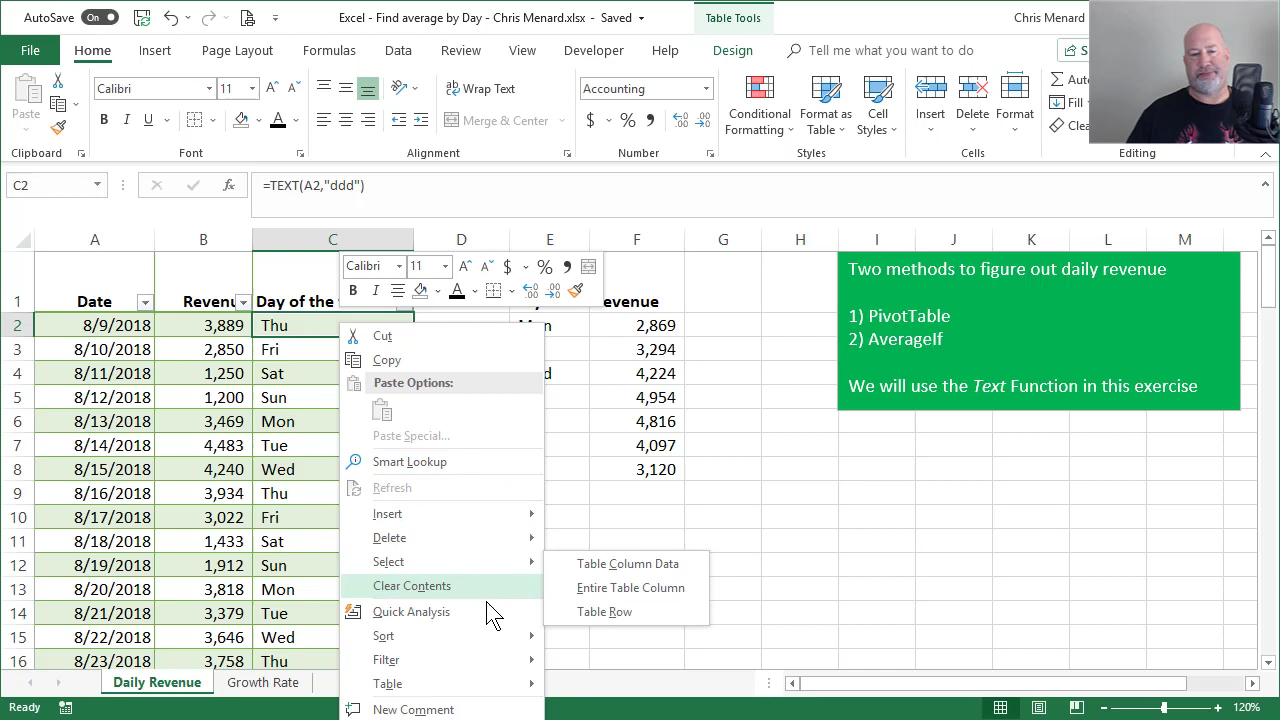 AutoSave On Excel - Find average by Day - Chris Menard.xlsx - Saved Table Tools Chris Menard
File Home Insert Page Layout Formulas Data Review View Developer Help Design Tell me what you want to do S
Paste Calibri 11 Wrap Text Accounting Conditional Formatting Format as Table Cell Styles Insert Delete Format Auto
B I U A Merge & Center $ % , Fill
Clea
Clipboard Font Alignment Number Styles Cells Editing
C2 fx =TEXT(A2,"ddd")
A B C D E F G H I J K L M
Calibri 11 A A $ % ,
B I A
1 Date Revenu Day of the evenue
2 8/9/2018 3,889 Thu 2,869
3 8/10/2018 2,850 Fri 3,294
4 8/11/2018 1,250 Sat 4,224
5 8/12/2018 1,200 Sun 4,954
6 8/13/2018 3,469 Mon 4,816
7 8/14/2018 4,483 Tue 4,097
8 8/15/2018 4,240 Wed 3,120
9 8/16/2018 3,934 Thu
10 8/17/2018 3,022 Fri
11 8/18/2018 1,433 Sat
12 8/19/2018 1,912 Sun
13 8/20/2018 3,818 Mon
14 8/21/2018 3,379 Tue
15 8/22/2018 3,646 Wed
16 8/23/2018 3,758 Thu
Cut
Copy
Paste Options:
Paste Special...
Smart Lookup
Refresh
Insert
Delete
Select
Clear Contents
Quick Analysis
Sort
Filter
Table
New Comment
Table Column Data
Entire Table Column
Table Row
Two methods to figure out daily revenue
1) PivotTable
2) AverageIf
We will use the Text Function in this exercise
Daily Revenue Growth Rate
Ready 120%